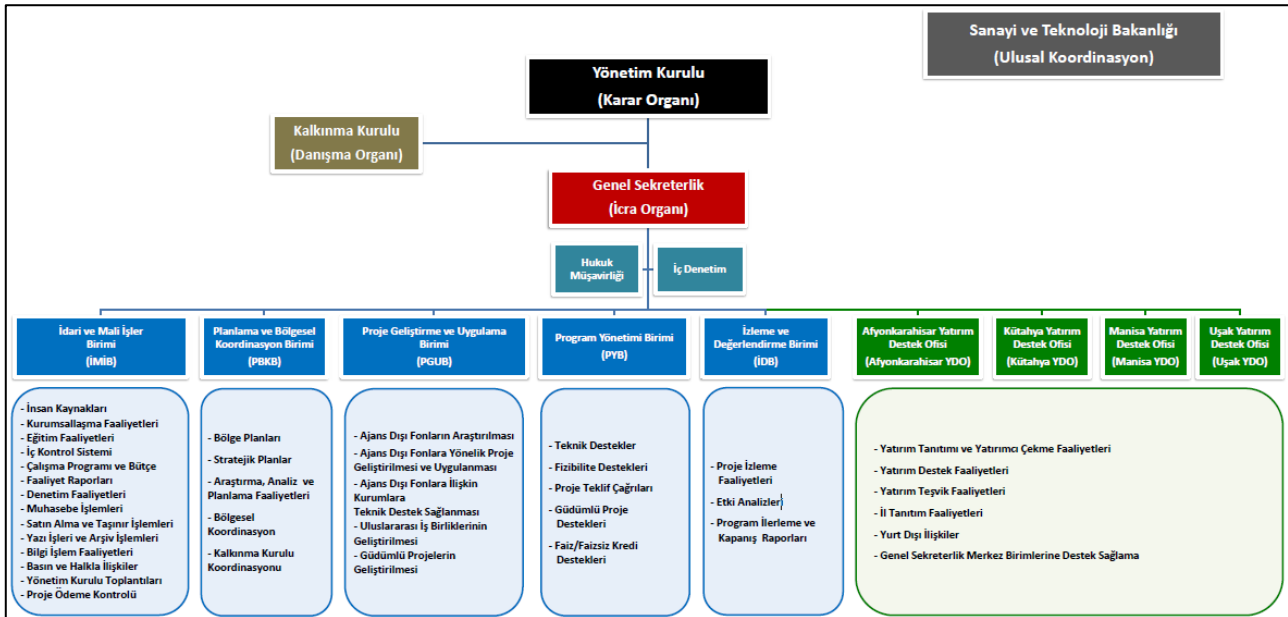 Sanayi ve Teknoloji Bakanlığı
(Ulusal Koordinasyon)
Yönetim Kurulu
(Karar Organı)
Kalkınma Kurulu
(Danışma Organı)
Genel Sekreterlik
(İcra Organı)
Hukuk
Müşavirliği
İç Denetim
İdari ve Mali İşler
Birimi
(İMİB)
Planlama ve Bölgesel
Koordinasyon Birimi
(PBKB)
Proje Geliştirme ve Uygulama
Birimi
(PGUB)
Program Yönetimi Birimi
(PYB)
İzleme ve
Değerlendirme Birimi
(İDB)
Afyonkarahisar Yatırım
Destek Ofisi
(Afyonkarahisar YDO)
Kütahya Yatırım
Destek Ofisi
(Kütahya YDO)
Manisa Yatırım
Destek Ofisi
(Manisa YDO)
Uşak Yatırım
Destek Ofisi
(Uşak YDO)
- İnsan Kaynakları
- Kurumsallaşma Faaliyetleri
- Eğitim Faaliyetleri
- İç Kontrol Sistemi
- Çalışma Programı ve Bütçe
- Faaliyet Raporları
- Denetim Faaliyetleri
- Muhasebe İşlemleri
- Satın Alma ve Taşınır İşlemleri
- Yazı İşleri ve Arşiv İşlemleri
- Bilgi İşlem Faaliyetleri
- Basın ve Halkla İlişkiler
- Yönetim Kurulu Toplantıları
- Proje Ödeme Kontrolü
- Bölge Planları
- Stratejik Planlar
- Araştırma, Analiz ve
Planlama Faaliyetleri
- Bölgesel
Koordinasyon
- Kalkınma Kurulu
Koordinasyonu
- Ajans Dışı Fonların Araştırılması
- Ajans Dışı Fonlara Yönelik Proje
Geliştirilmesi ve Uygulanması
- Ajans Dışı Fonlara İlişkin
Kurumlara
Teknik Destek Sağlanması
- Uluslararası İş Birliklerinin
Geliştirilmesi
- Güdümlü Projelerin
Geliştirilmesi
- Teknik Destekler
- Fizibilite Destekleri
- Proje Teklif Çağrıları
- Güdümlü Proje
Destekleri
- Faiz/Faizsiz Kredi
Destekleri
- Proje İzleme
Faaliyetleri
- Etki Analizleri
- Program İlerleme ve
Kapanış Raporları
- Yatırım Tanıtımı ve Yatırımcı Çekme Faaliyetleri
- Yatırım Destek Faaliyetleri
- Yatırım Teşvik Faaliyetleri
- İl Tanıtım Faaliyetleri
- Yurt Dışı İlişkiler
- Genel Sekreterlik Merkez Birimlerine Destek Sağlama